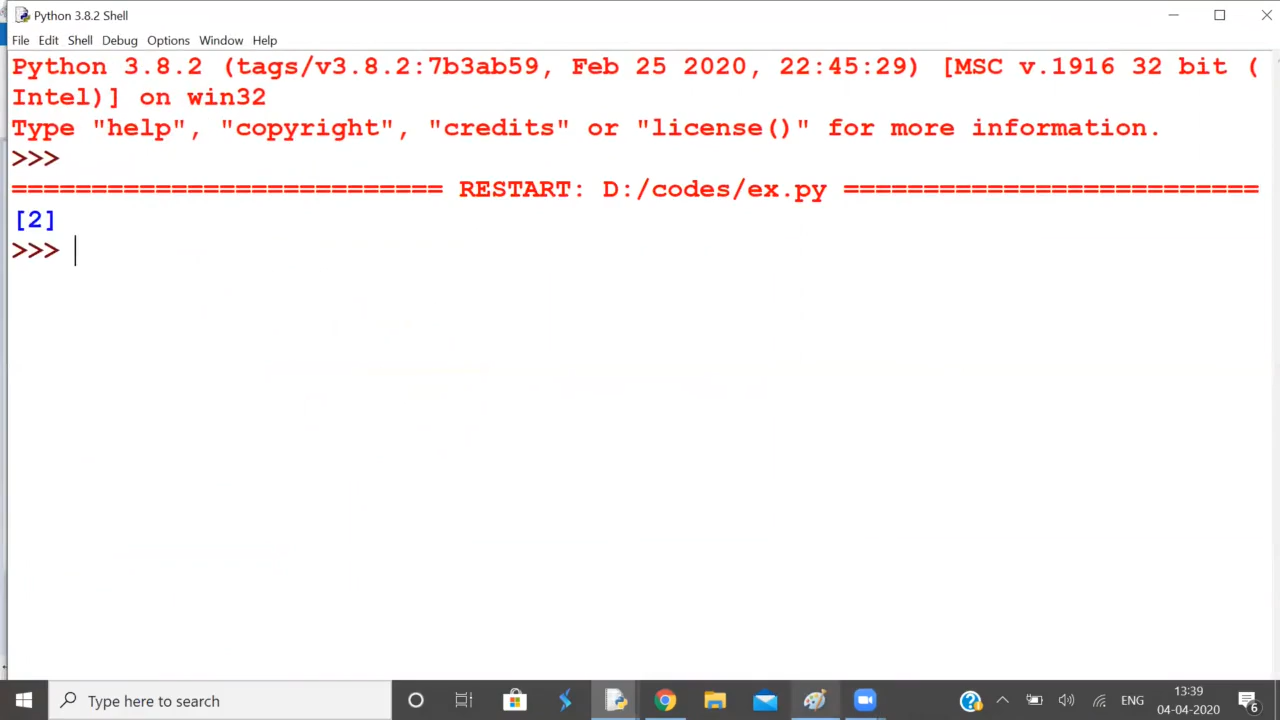 Python 3.8.2 Shell
File Edit Shell Debug Options Window Help
Python 3.8.2 (tags/v3.8.2:7b3ab59, Feb 25 2020, 22:45:29) [MSC v.1916 32 bit (
Intel)] on win32
Type "help", "copyright", "credits" or "license()" for more information.
>>>
=========================== RESTART: D:/codes/ex.py ==========================
[2]
>>>
Type here to search
ENG
13:39
04-04-2020
6